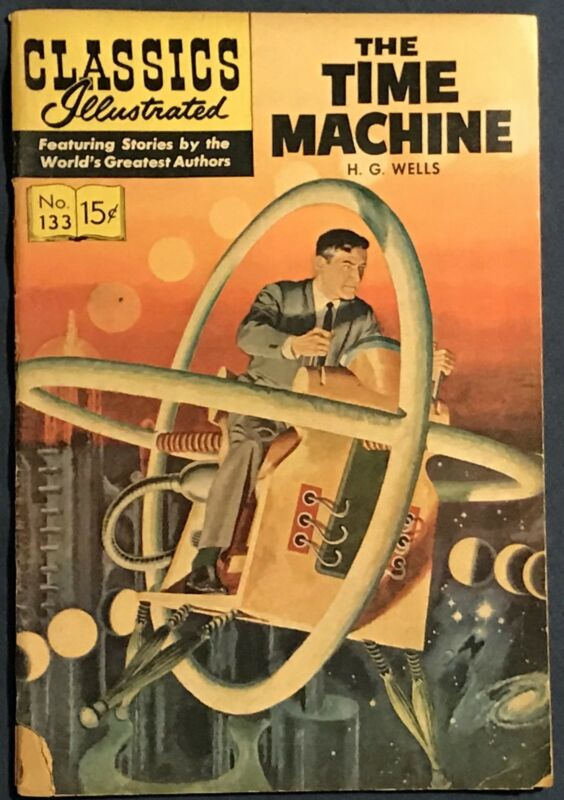 CLASSICS
Illustrated
Featuring Stories by the
World's Greatest Authors
No.
133
15¢
THE
TIME
MACHINE
H. G. WELLS